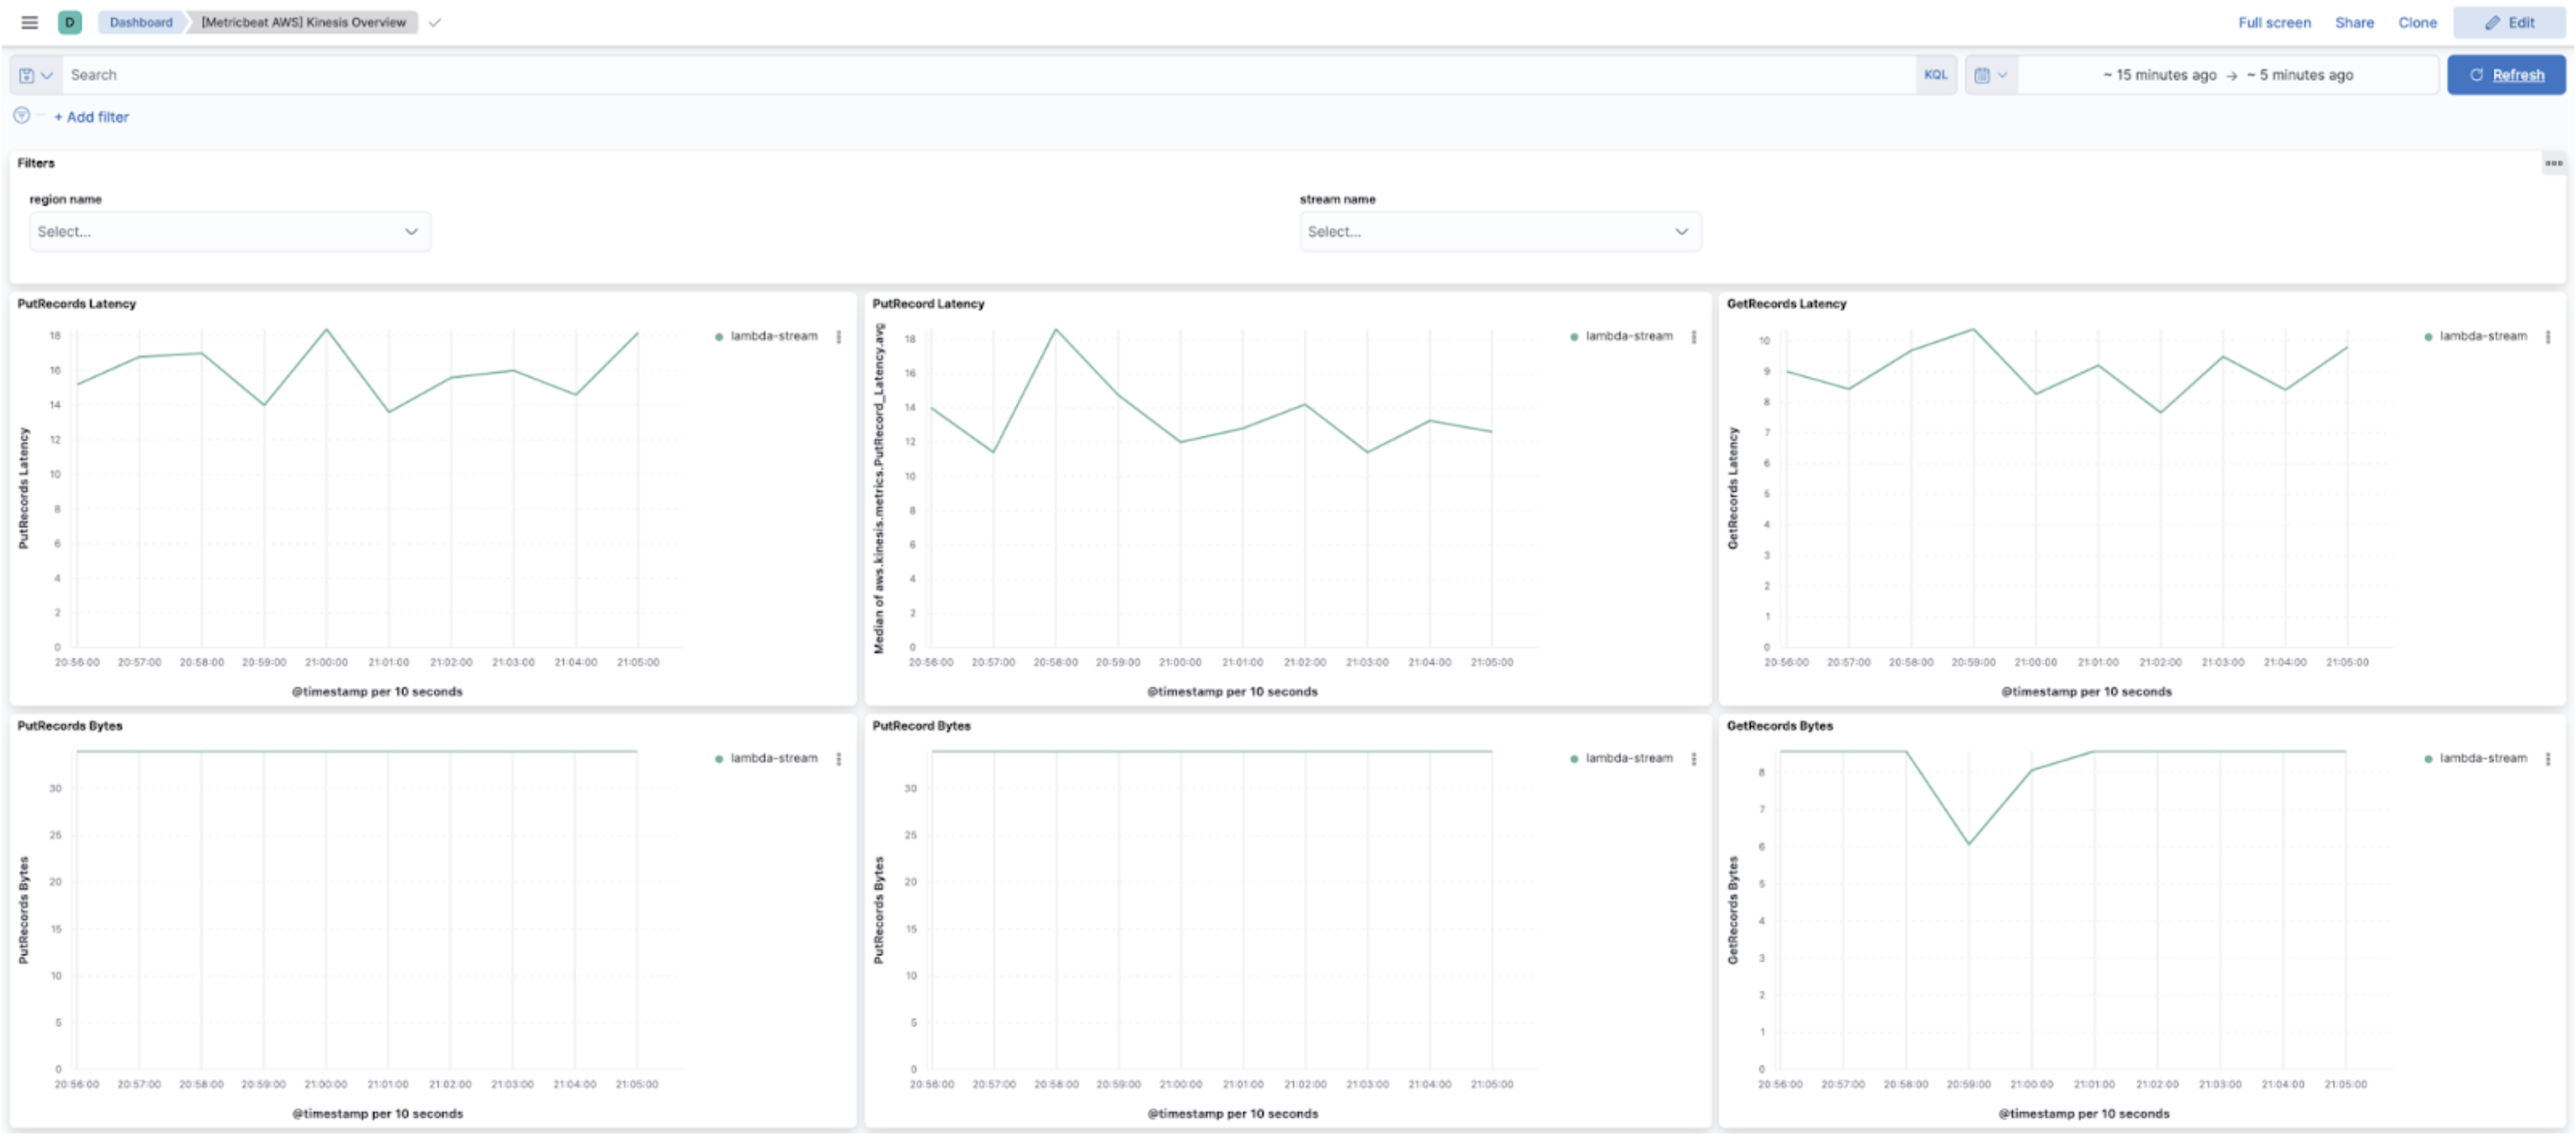 D Dashboard [Metricbeat AWS] Kinesis Overview Full screen Share Clone Edit
Search KQL ~ 15 minutes ago → ~ 5 minutes ago Refresh
+ Add filter
Filters
region name stream name
Select... Select...
PutRecords Latency
lambda-stream
PutRecords Latency
18
16
14
12
10
8
6
4
2
0
20:56:00 20:57:00 20:58:00 20:59:00 21:00:00 21:01:00 21:02:00 21:03:00 21:04:00 21:05:00
@timestamp per 10 seconds
PutRecord Latency
lambda-stream
Median of aws.kinesis.metrics.PutRecord_Latency.avg
18
16
14
12
10
8
6
4
2
0
20:56:00 20:57:00 20:58:00 20:59:00 21:00:00 21:01:00 21:02:00 21:03:00 21:04:00 21:05:00
@timestamp per 10 seconds
GetRecords Latency
lambda-stream
GetRecords Latency
10
9
8
7
6
5
4
3
2
1
0
20:56:00 20:57:00 20:58:00 20:59:00 21:00:00 21:01:00 21:02:00 21:03:00 21:04:00 21:05:00
@timestamp per 10 seconds
PutRecords Bytes
lambda-stream
PutRecords Bytes
30
25
20
15
10
5
0
20:56:00 20:57:00 20:58:00 20:59:00 21:00:00 21:01:00 21:02:00 21:03:00 21:04:00 21:05:00
@timestamp per 10 seconds
PutRecord Bytes
lambda-stream
PutRecords Bytes
30
25
20
15
10
5
0
20:56:00 20:57:00 20:58:00 20:59:00 21:00:00 21:01:00 21:02:00 21:03:00 21:04:00 21:05:00
@timestamp per 10 seconds
GetRecords Bytes
lambda-stream
GetRecords Bytes
8
7
6
5
4
3
2
1
0
20:56:00 20:57:00 20:58:00 20:59:00 21:00:00 21:01:00 21:02:00 21:03:00 21:04:00 21:05:00
@timestamp per 10 seconds